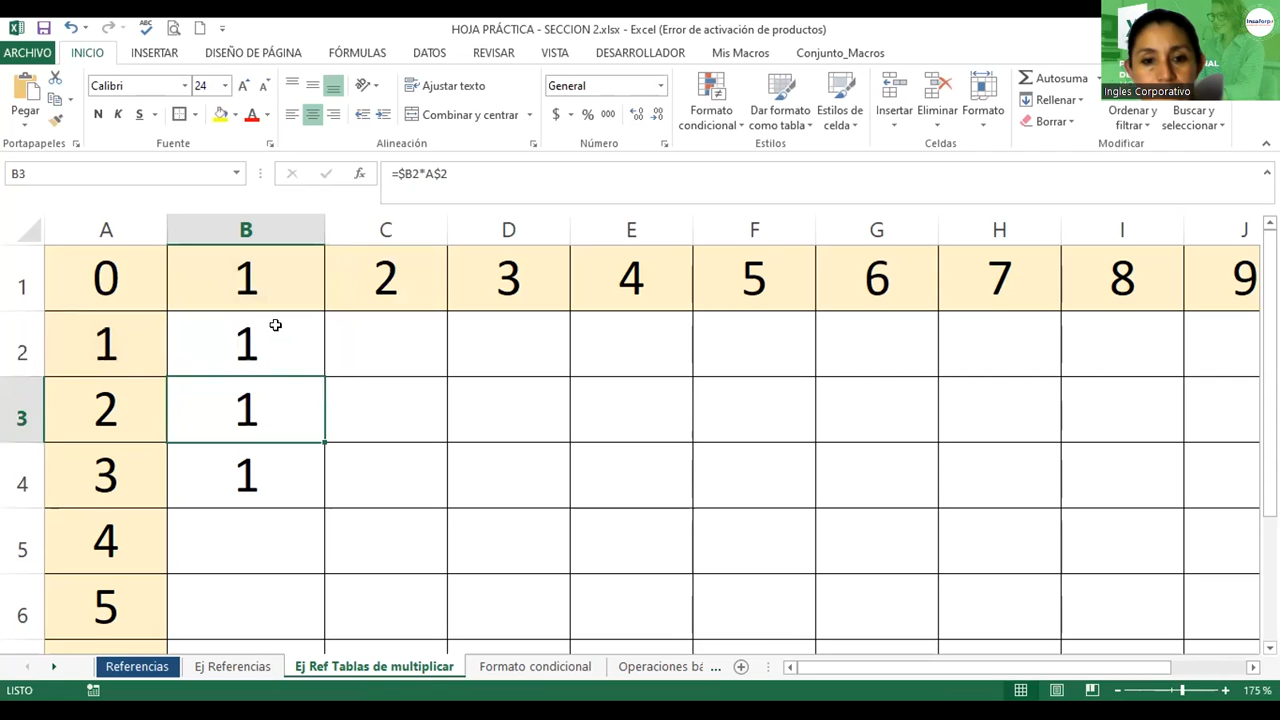 HOJA PRÁCTICA - SECCION 2.xlsx - Excel (Error de activación de productos)
ARCHIVO INICIO INSERTAR DISEÑO DE PÁGINA FÓRMULAS DATOS REVISAR VISTA DESARROLLADOR Mis Macros Conjunto_Macros
Insaforp
Ingles Corporativo
Pegar
Calibri 24
N K S
Ajustar texto
Combinar y centrar
General
$ % 000
Formato condicional
Dar formato como tabla
Estilos de celda
Insertar
Eliminar
Formato
Autosuma
Rellenar
Borrar
Ordenar y filtrar
Buscar y seleccionar
Portapapeles Fuente Alineación Número Estilos Celdas Modificar
B3 fx =$B2*A$2
A B C D E F G H I J
1 0 1 2 3 4 5 6 7 8 9
2 1 1
3 2 1
4 3 1
5 4
6 5
Referencias Ej Referencias Ej Ref Tablas de multiplicar Formato condicional Operaciones bá ...
LISTO 175 %